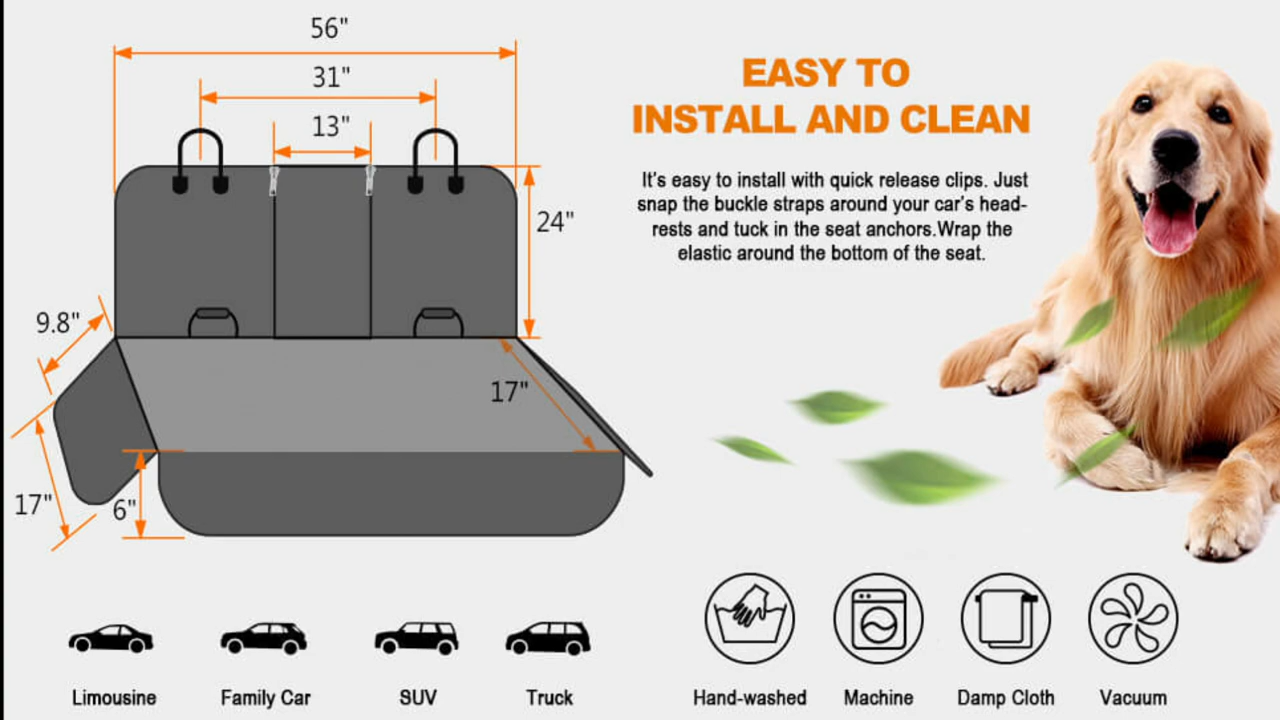 56"
31"
13"
24"
9.8"
17"
17"
6"
EASY TO
INSTALL AND CLEAN
It's easy to install with quick release clips. Just
snap the buckle straps around your car's head-
rests and tuck in the seat anchors.Wrap the
elastic around the bottom of the seat.
Limousine
Family Car
SUV
Truck
Hand-washed
Machine
Damp Cloth
Vacuum